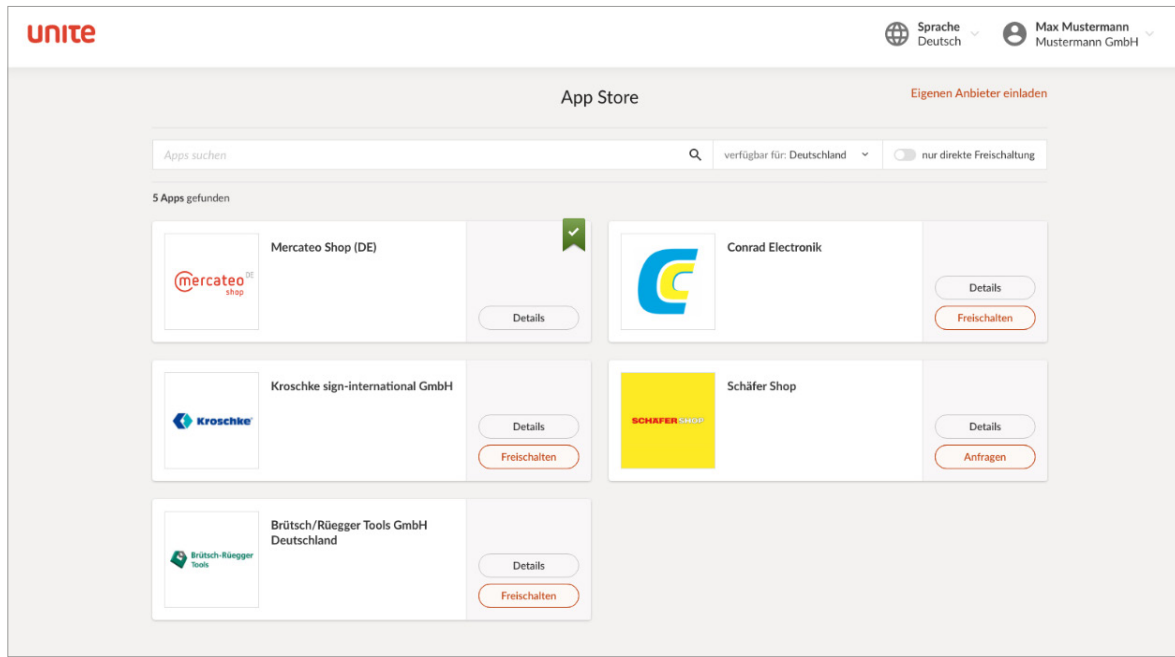 unite
Sprache
Deutsch
Max Mustermann
Mustermann GmbH
App Store
Eigenen Anbieter einladen
Apps suchen
verfügbar für: Deutschland
nur direkte Freischaltung
5 Apps gefunden
mercateo DE
shop
Mercateo Shop (DE)
Details
Conrad Electronik
Details
Freischalten
Kroschke
Kroschke sign-international GmbH
Details
Freischalten
SCHÄFER SHOP
Schäfer Shop
Details
Anfragen
Brütsch-Rüegger
Tools
Brütsch/Rüegger Tools GmbH
Deutschland
Details
Freischalten